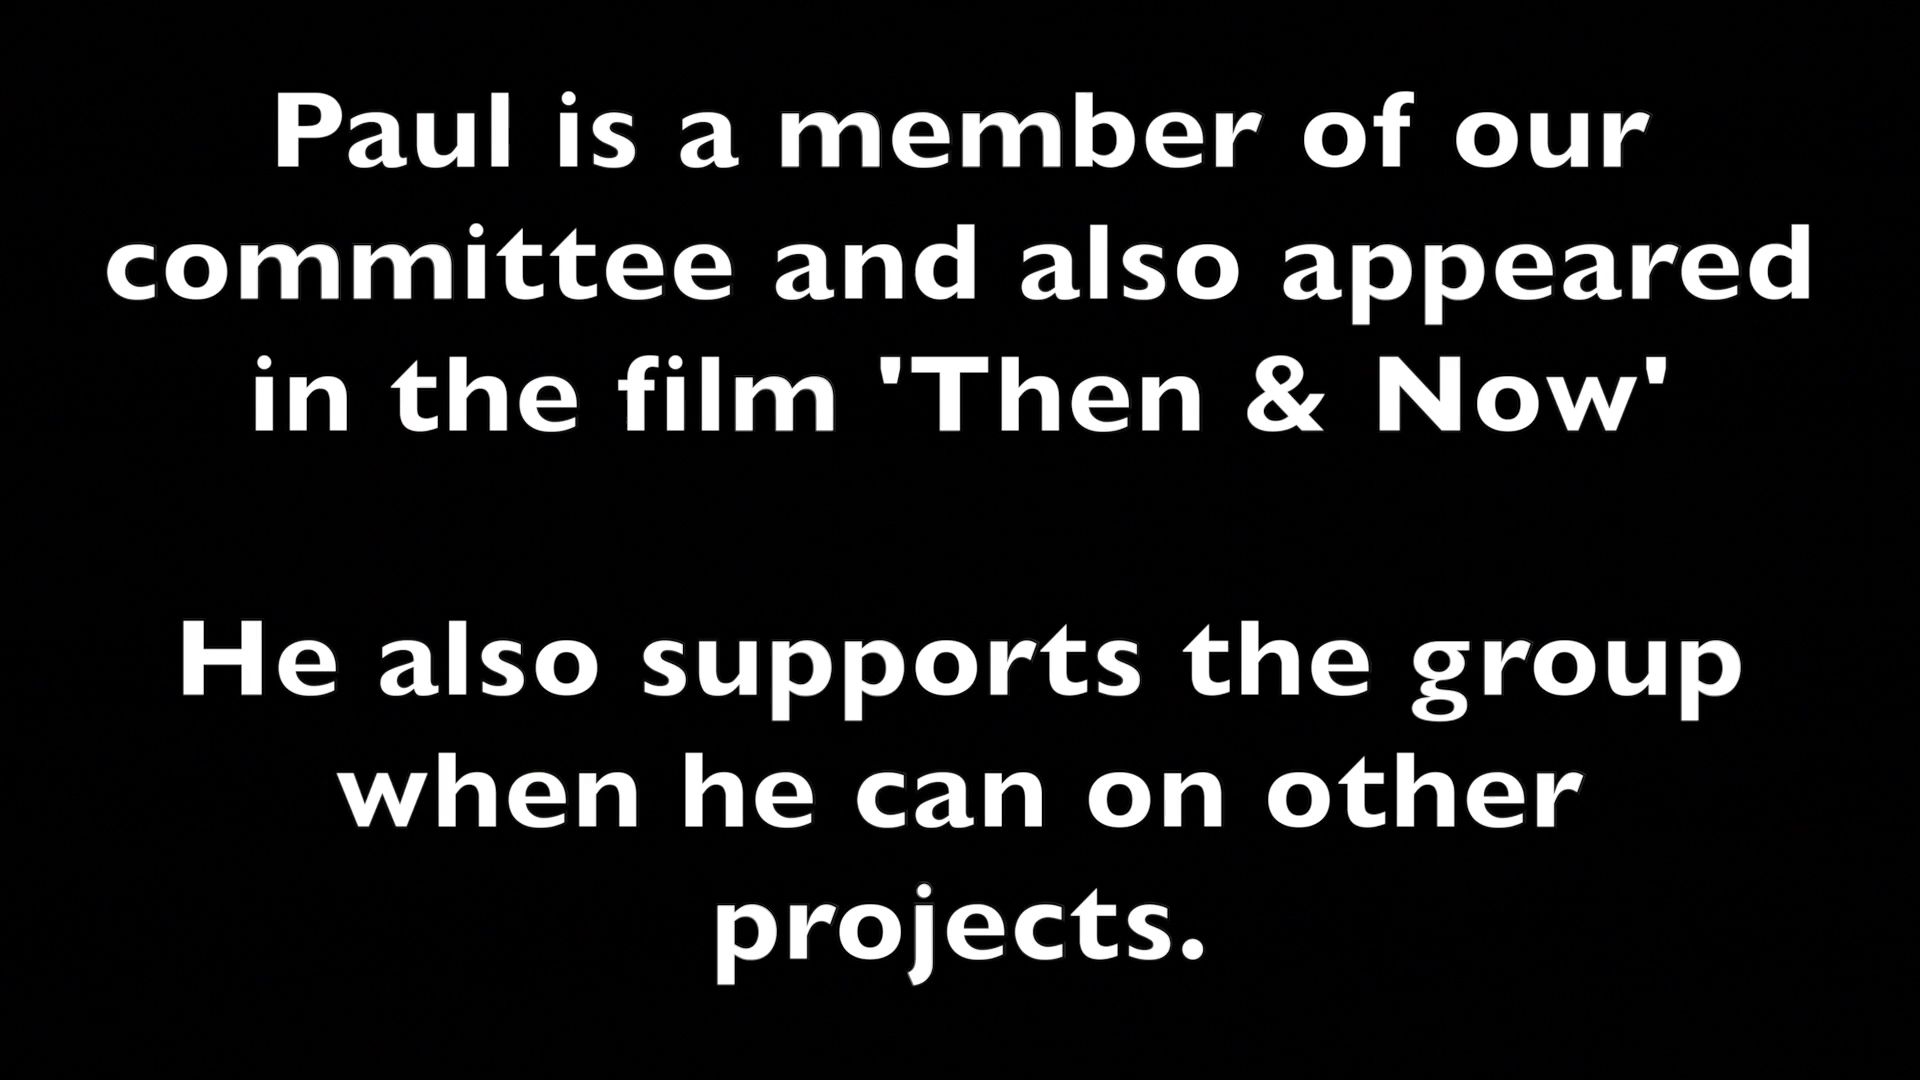 Paul is a member of our
committee and also appeared
in the film 'Then & Now'
He also supports the group
when he can on other
projects.